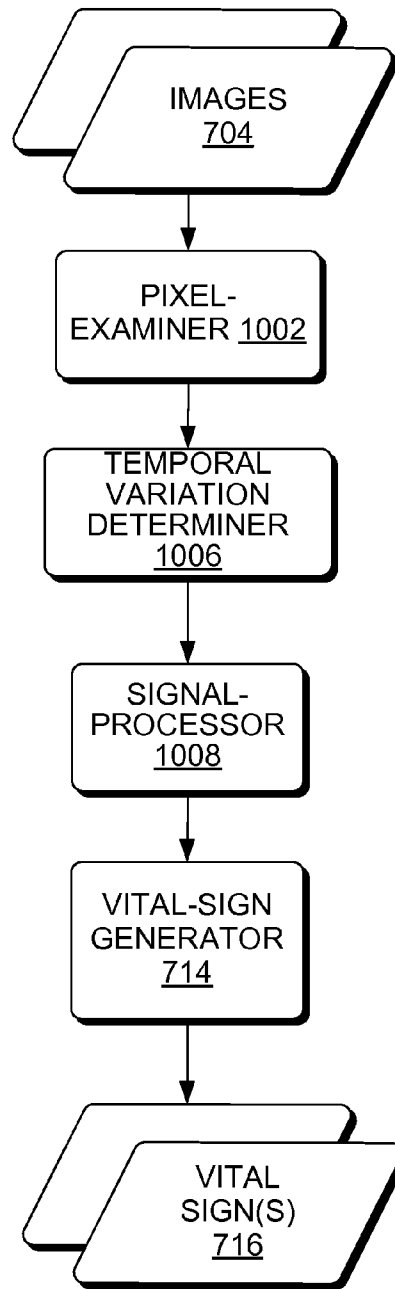 IMAGES
704
PIXEL-
EXAMINER 1002
TEMPORAL
VARIATION
DETERMINER
1006
SIGNAL-
PROCESSOR
1008
VITAL-SIGN
GENERATOR
714
VITAL
SIGN(S)
716